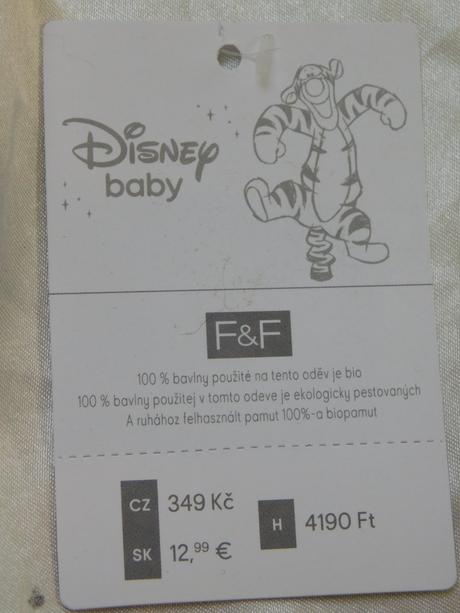 Disney
baby
F&F
100 % bavlny použité na tento oděv je bio
100 % bavlny použitej v tomto odeve je ekologicky pestovaných
A ruhához felhasznált pamut 100%-a biopamut
CZ 349 Kč
SK 12,99 €
H 4190 Ft